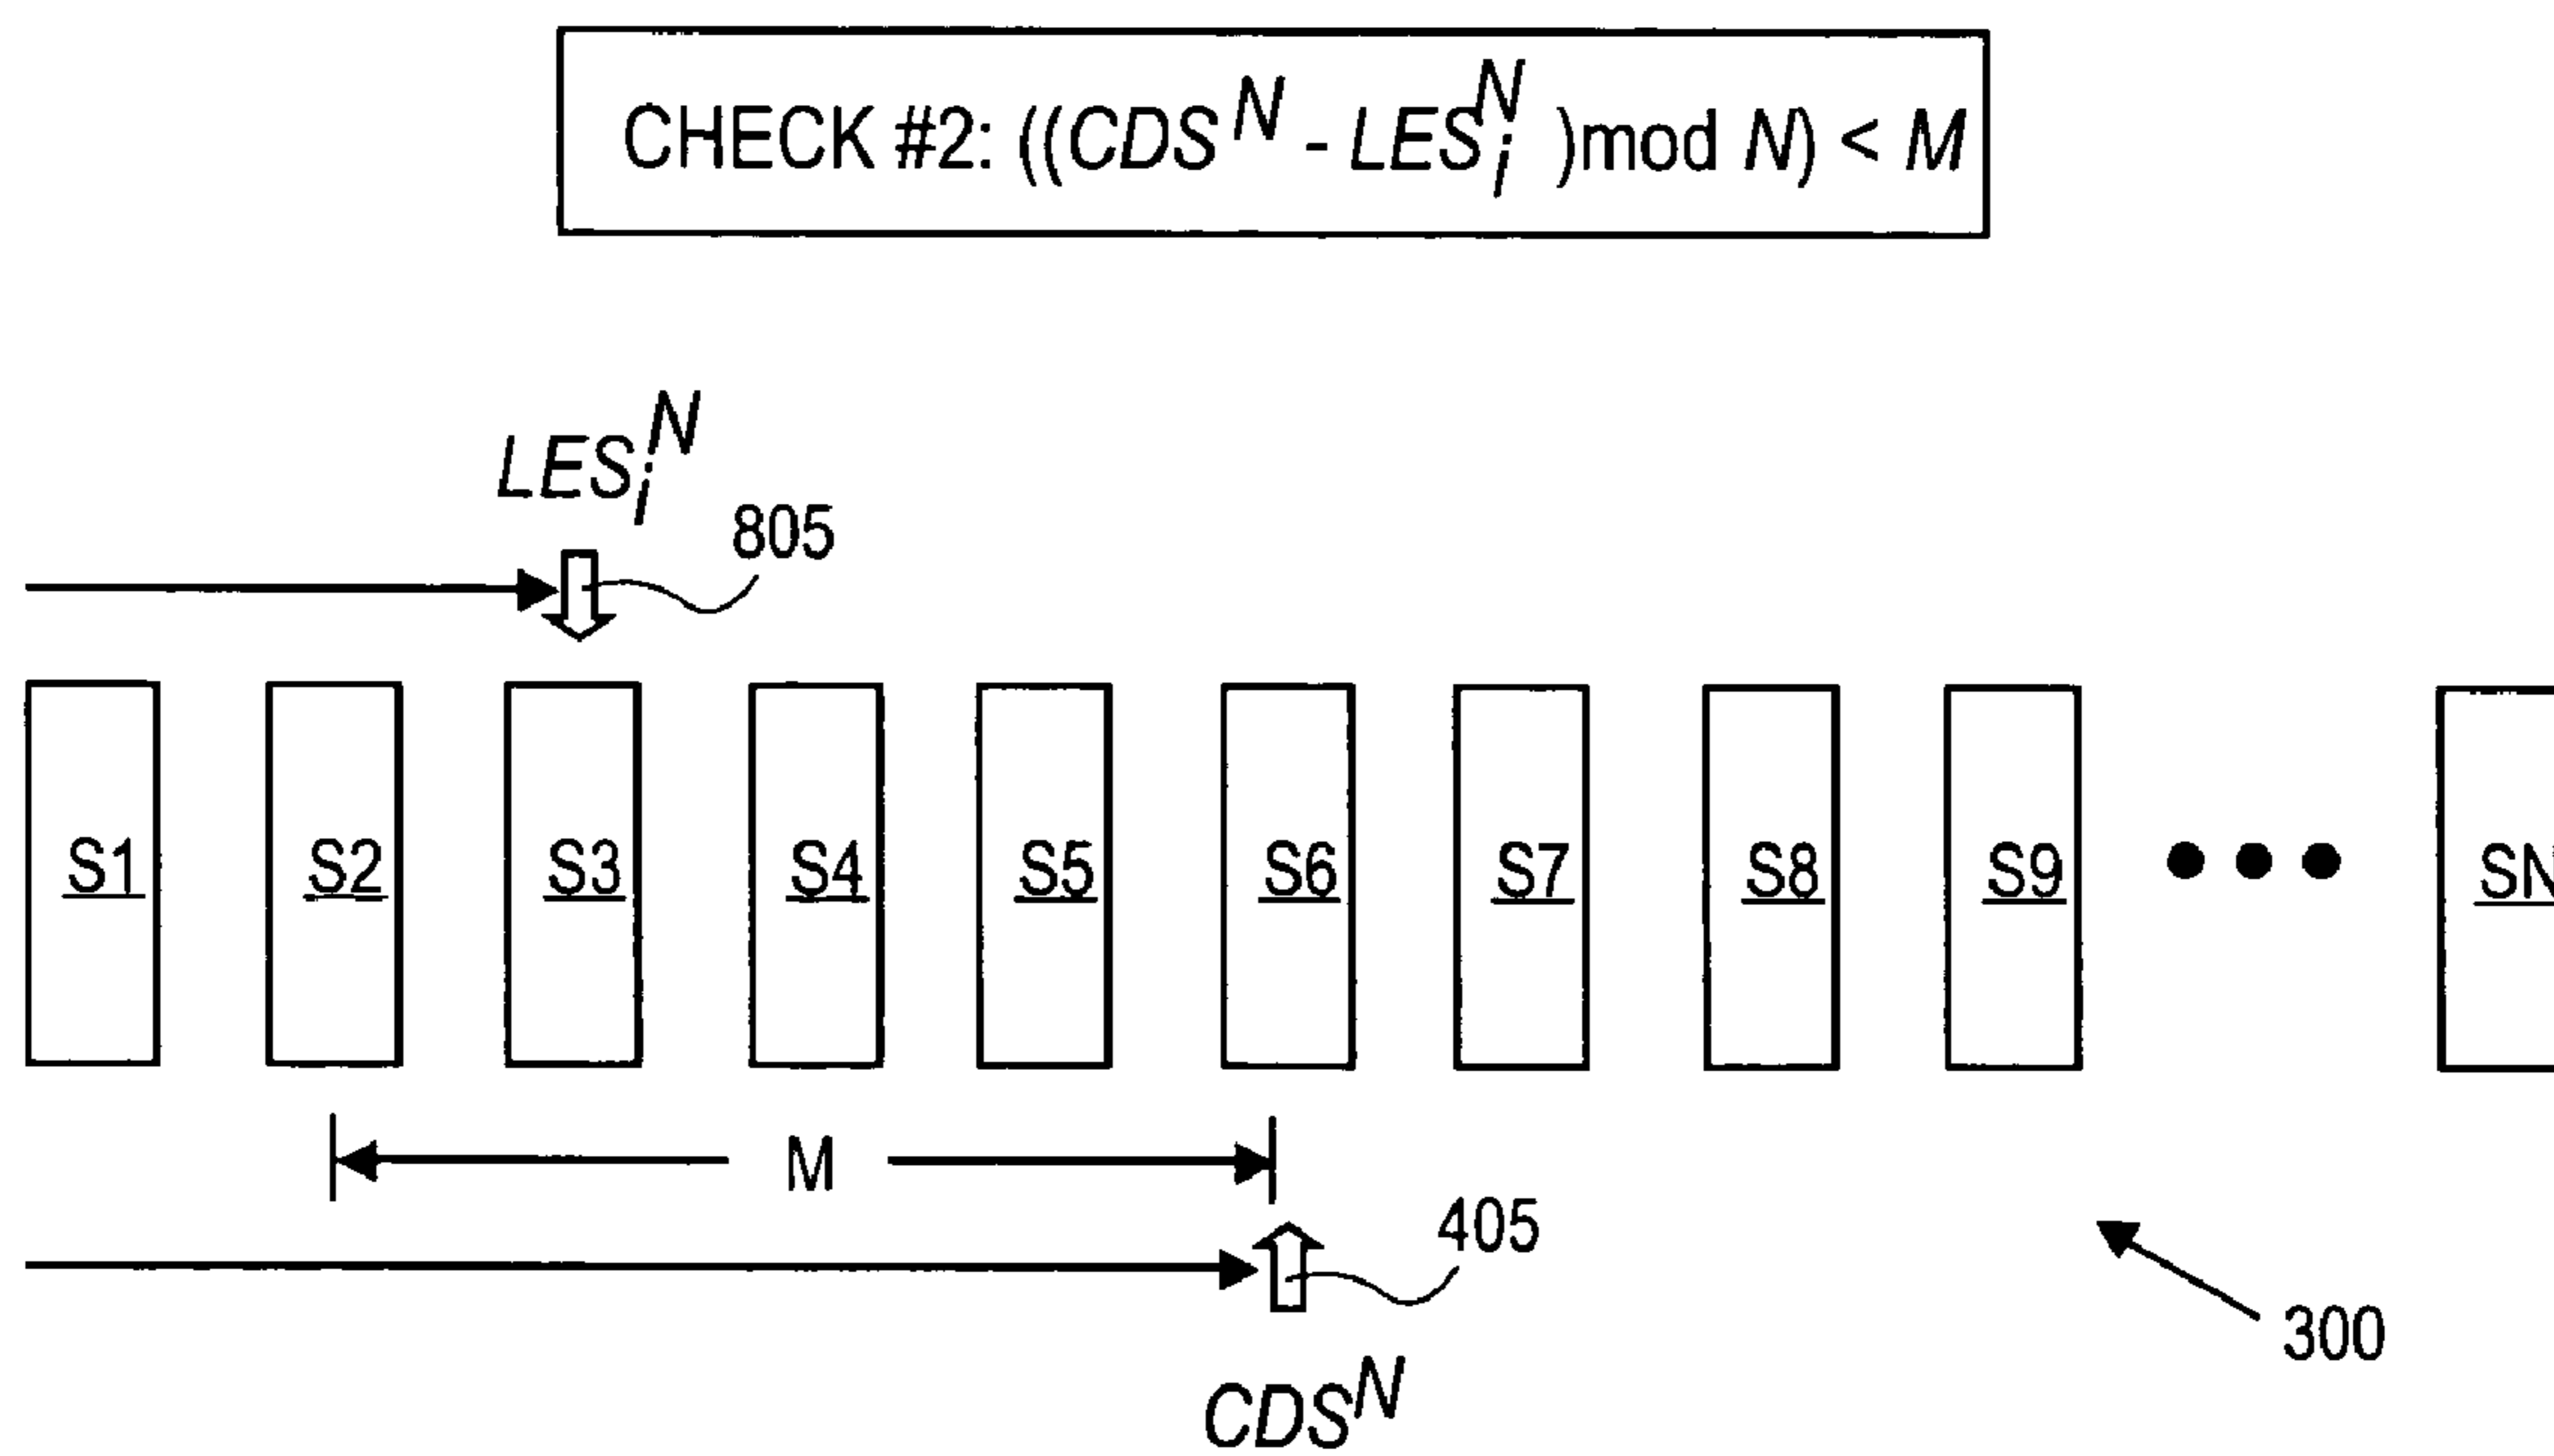 CHECK #2: ((CDS^N - LES_i^N )mod N) < M
LES_i^N
805
S1 S2 S3 S4 S5 S6 S7 S8 S9 ● ● ● SN
M
405
300
CDS^N